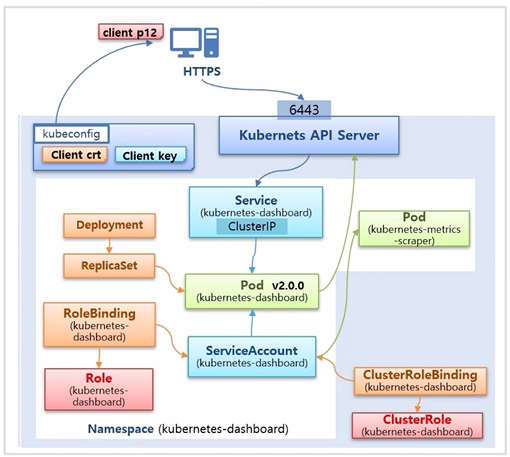 client p12
HTTPS
6443
Kubernets API Server
kubeconfig
Client crt
Client key
Service
(kubernetes-dashboard)
ClusterIP
Pod
(kubernetes-metrics
-scraper)
Deployment
ReplicaSet
Pod v2.0.0
(kubernetes-dashboard)
RoleBinding
(kubernetes-
dashboard)
ServiceAccount
(kubernetes-dashboard)
Role
(kubernetes-
dashboard)
ClusterRoleBinding
(kubernetes-dashboard)
ClusterRole
(kubernetes-dashboard)
Namespace (kubernetes-dashboard)